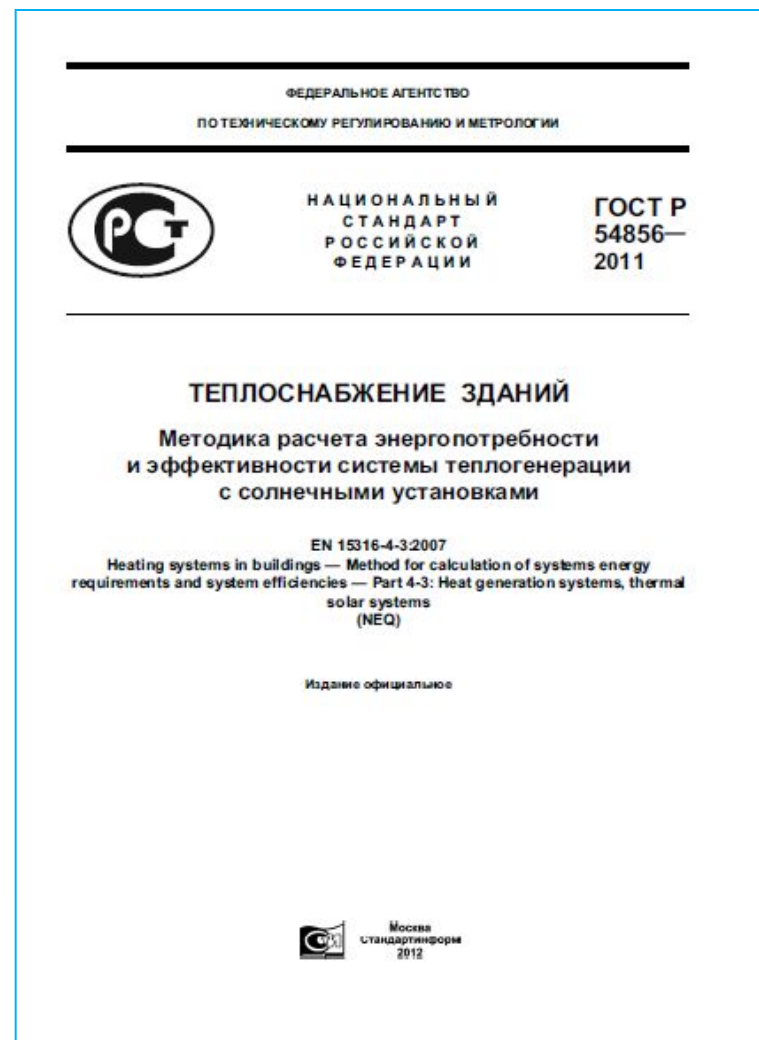 ФЕДЕРАЛЬНОЕ АГЕНТСТВО
ПО ТЕХНИЧЕСКОМУ РЕГУЛИРОВАНИЮ И МЕТРОЛОГИИ
НАЦИОНАЛЬНЫЙ
СТАНДАРТ
РОССИЙСКОЙ
ФЕДЕРАЦИИ
ГОСТ Р
54856—
2011
ТЕПЛОСНАБЖЕНИЕ ЗДАНИЙ
Методика расчета энергопотребности
и эффективности системы теплогенерации
с солнечными установками
EN 15316-4-3:2007
Heating systems in buildings — Method for calculation of systems energy
requirements and system efficiencies — Part 4-3: Heat generation systems, thermal
solar systems
(NEQ)
Издание официальное
Москва
Стандартинформ
2012